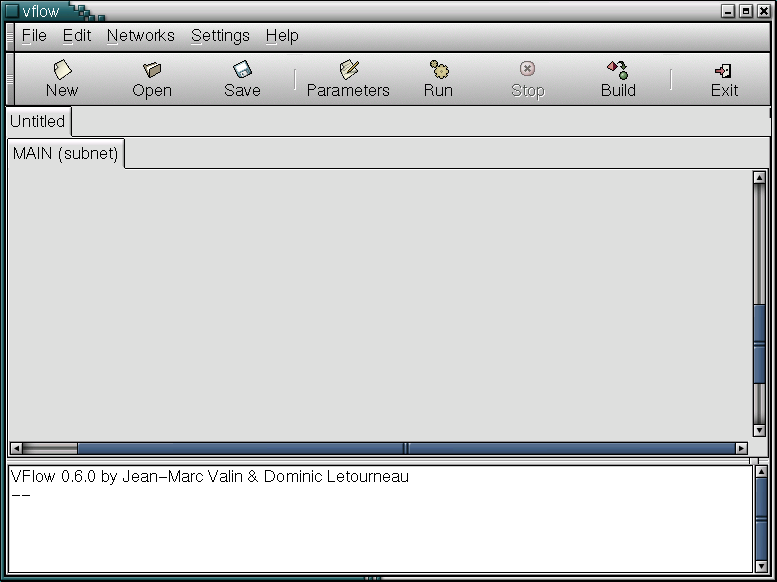 vflow
File Edit Networks Settings Help
New Open Save Parameters Run Stop Build Exit
Untitled
MAIN (subnet)
VFlow 0.6.0 by Jean-Marc Valin & Dominic Letourneau
--